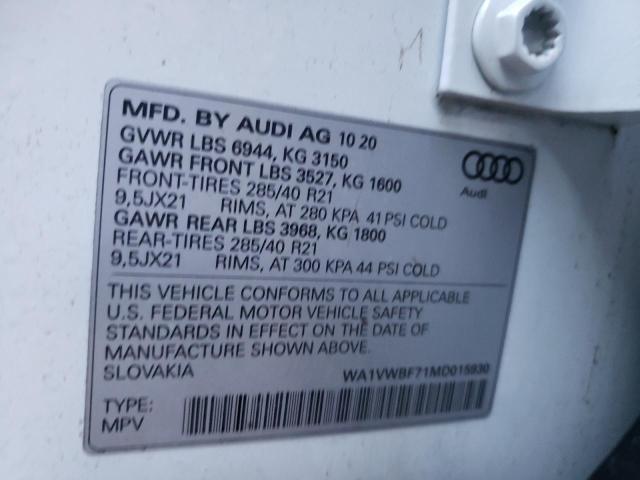 MFD. BY AUDI AG 10 20
GVWR LBS 6944, KG 3150
GAWR FRONT LBS 3527, KG 1600
FRONT-TIRES 285/40 R21
9,5JX21 RIMS, AT 280 KPA 41 PSI COLD
GAWR REAR LBS 3968, KG 1800
REAR-TIRES 285/40 R21
9,5JX21 RIMS, AT 300 KPA 44 PSI COLD
Audi
THIS VEHICLE CONFORMS TO ALL APPLICABLE
U.S. FEDERAL MOTOR VEHICLE SAFETY
STANDARDS IN EFFECT ON THE DATE OF
MANUFACTURE SHOWN ABOVE.
SLOVAKIA WA1VWBF71MD015930
TYPE:
MPV